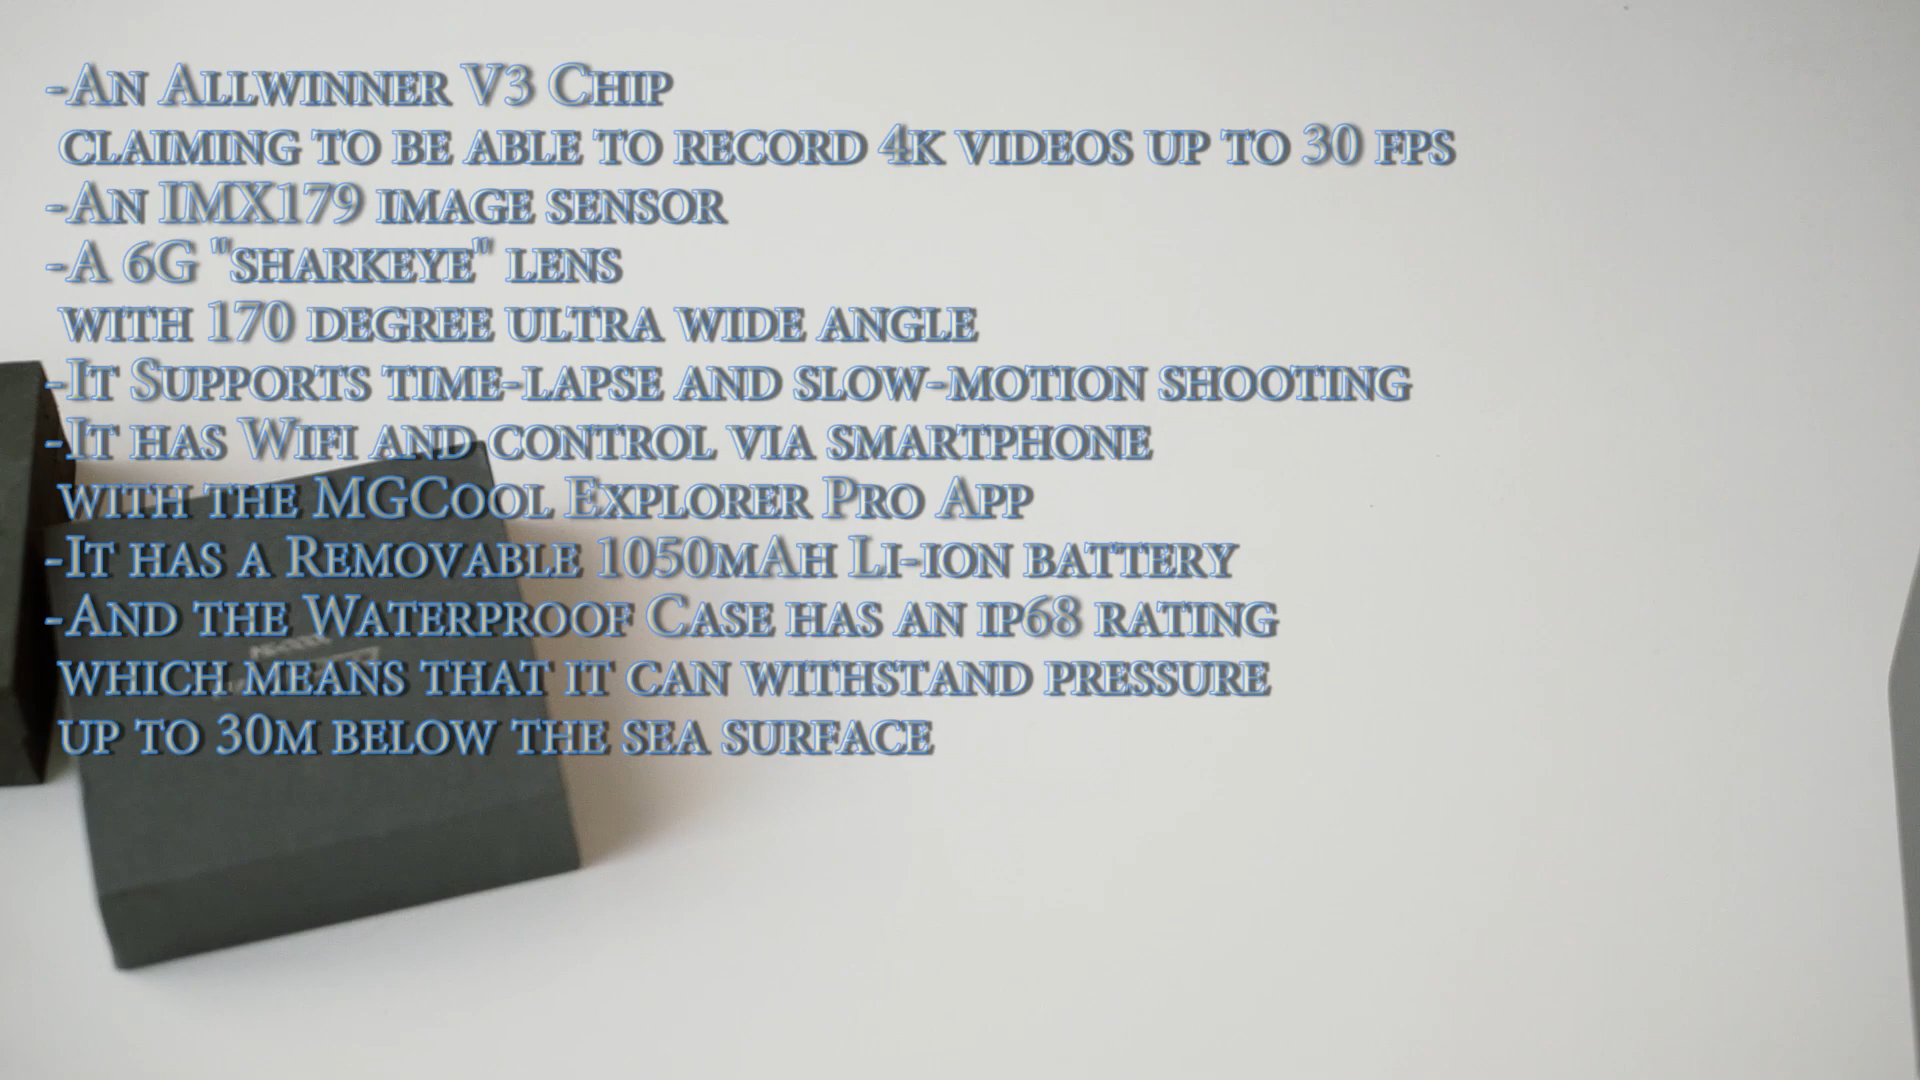 -An Allwinner V3 Chip
claiming to be able to record 4k videos up to 30 fps
-An IMX179 image sensor
-A 6G "sharkeye" lens
with 170 degree ultra wide angle
-It Supports time-lapse and slow-motion shooting
-It has Wifi and control via smartphone
with the MGCool Explorer Pro App
-It has a Removable 1050mAh Li-ion battery
-And the Waterproof Case has an ip68 rating
which means that it can withstand pressure
up to 30m below the sea surface